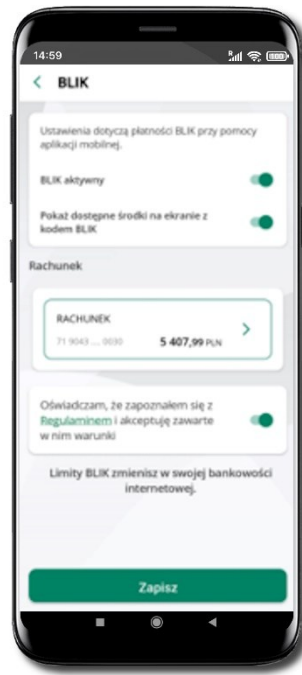 14:59
BLIK
Ustawienia dotyczą płatności BLIK przy pomocy
aplikacji mobilnej.
BLIK aktywny
Pokaż dostępne środki na ekranie z
kodem BLIK
Rachunek
RACHUNEK
71 9043 ... 0030 5 407,99 PLN
Oświadczam, że zapoznałem się z
Regulaminem i akceptuję zawarte
w nim warunki
Limity BLIK zmienisz w swojej bankowości
internetowej.
Zapisz